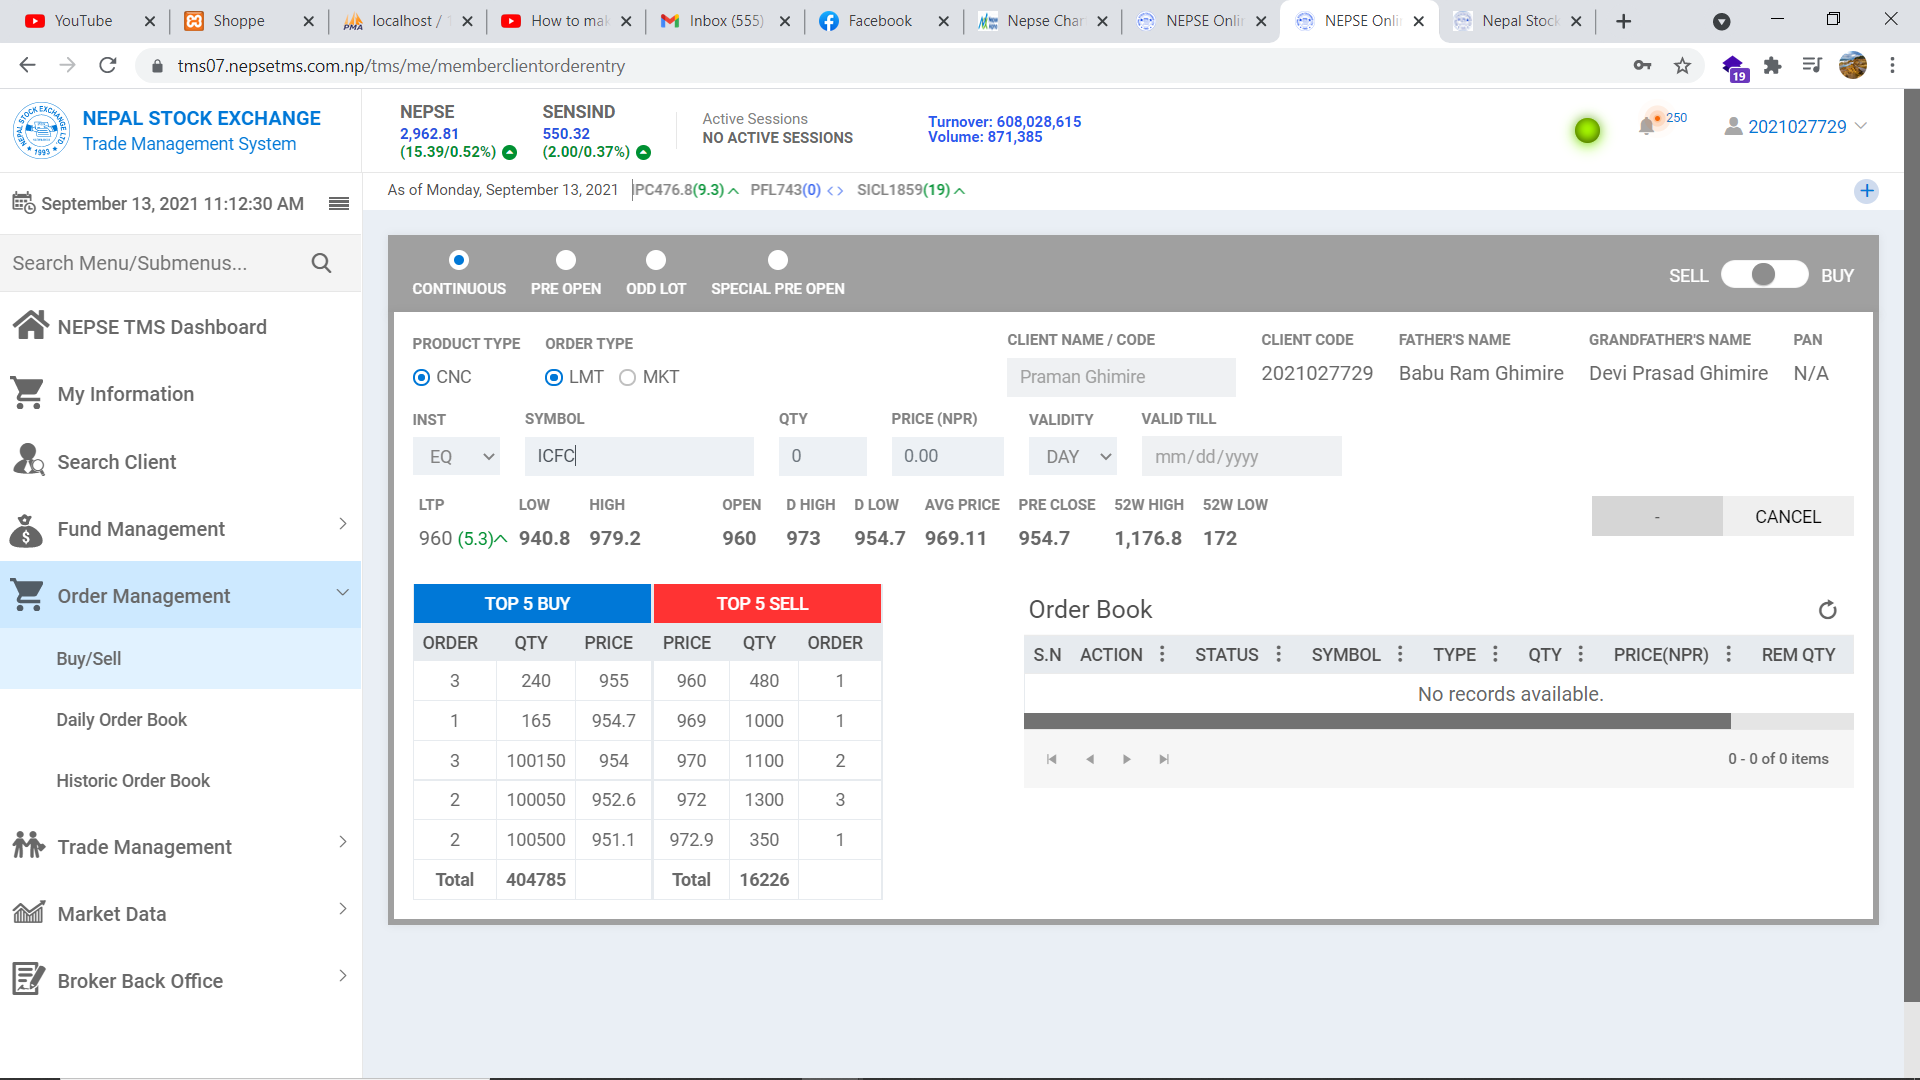 YouTube
Shoppe
localhost /
How to mak
Inbox (555)
Facebook
Nepse Char
NEPSE Onli
NEPSE Onli
Nepal Stock
tms07.nepsetms.com.np/tms/me/memberclientorderentry
19
NEPAL STOCK EXCHANGE
Trade Management System
NEPSE
2,962.81
(15.39/0.52%)
SENSIND
550.32
(2.00/0.37%)
Active Sessions
NO ACTIVE SESSIONS
Turnover: 608,028,615
Volume: 871,385
250
2021027729
September 13, 2021 11:12:30 AM
As of Monday, September 13, 2021
IPC476.8(9.3) PFL743(0) SICL1859(19)
Search Menu/Submenus...
NEPSE TMS Dashboard
My Information
Search Client
Fund Management
Order Management
Buy/Sell
Daily Order Book
Historic Order Book
Trade Management
Market Data
Broker Back Office
CONTINUOUS PRE OPEN ODD LOT SPECIAL PRE OPEN
SELL BUY
PRODUCT TYPE ORDER TYPE
CNC LMT MKT
CLIENT NAME / CODE CLIENT CODE FATHER'S NAME GRANDFATHER'S NAME PAN
Praman Ghimire 2021027729 Babu Ram Ghimire Devi Prasad Ghimire N/A
INST SYMBOL QTY PRICE (NPR) VALIDITY VALID TILL
EQ ICFC 0 0.00 DAY mm/dd/yyyy
LTP LOW HIGH OPEN D HIGH D LOW AVG PRICE PRE CLOSE 52W HIGH 52W LOW
960 (5.3) 940.8 979.2 960 973 954.7 969.11 954.7 1,176.8 172
- CANCEL
TOP 5 BUY TOP 5 SELL
ORDER QTY PRICE PRICE QTY ORDER
3 240 955 960 480 1
1 165 954.7 969 1000 1
3 100150 954 970 1100 2
2 100050 952.6 972 1300 3
2 100500 951.1 972.9 350 1
Total 404785 Total 16226
Order Book
S.N ACTION STATUS SYMBOL TYPE QTY PRICE(NPR) REM QTY
No records available.
0 - 0 of 0 items